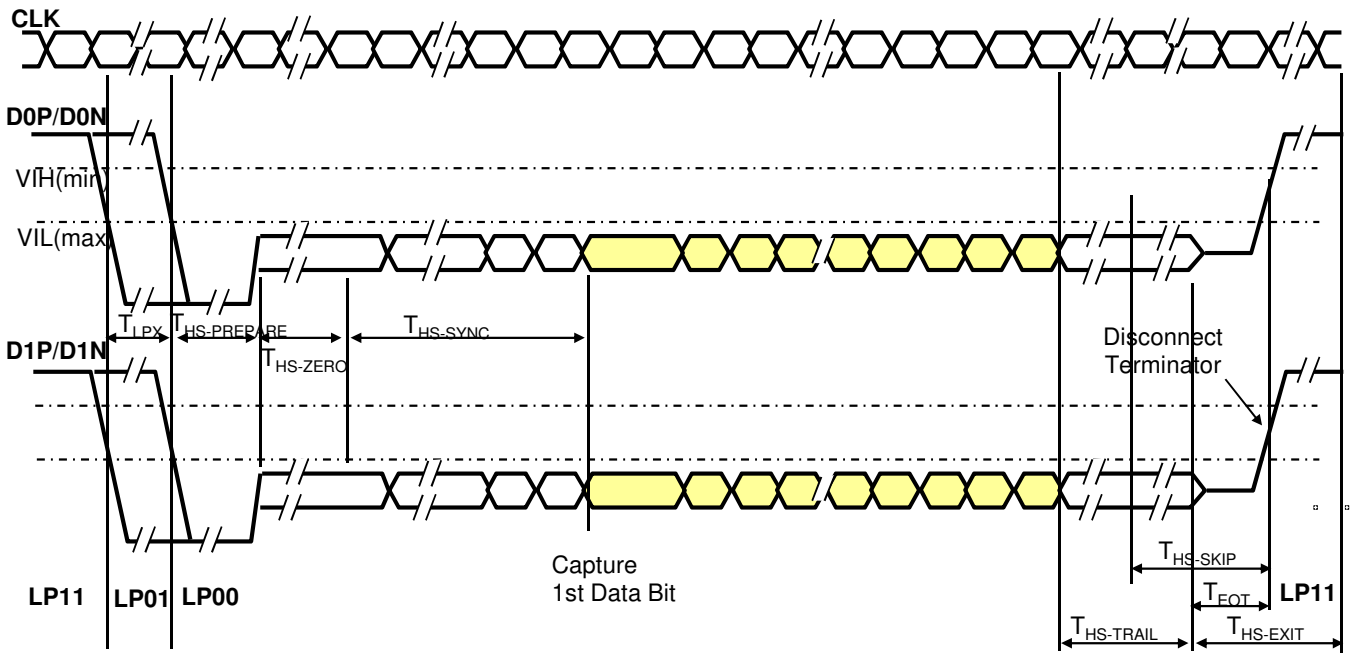 CLK
D0P/D0N
VIH(min)
VIL(max)
TLPX
THS-PREPARE
THS-ZERO
THS-SYNC
Disconnect
Terminator
D1P/D1N
Capture
1st Data Bit
THS-SKIP
TEOT
THS-TRAIL
THS-EXIT
LP11
LP01
LP00
LP11